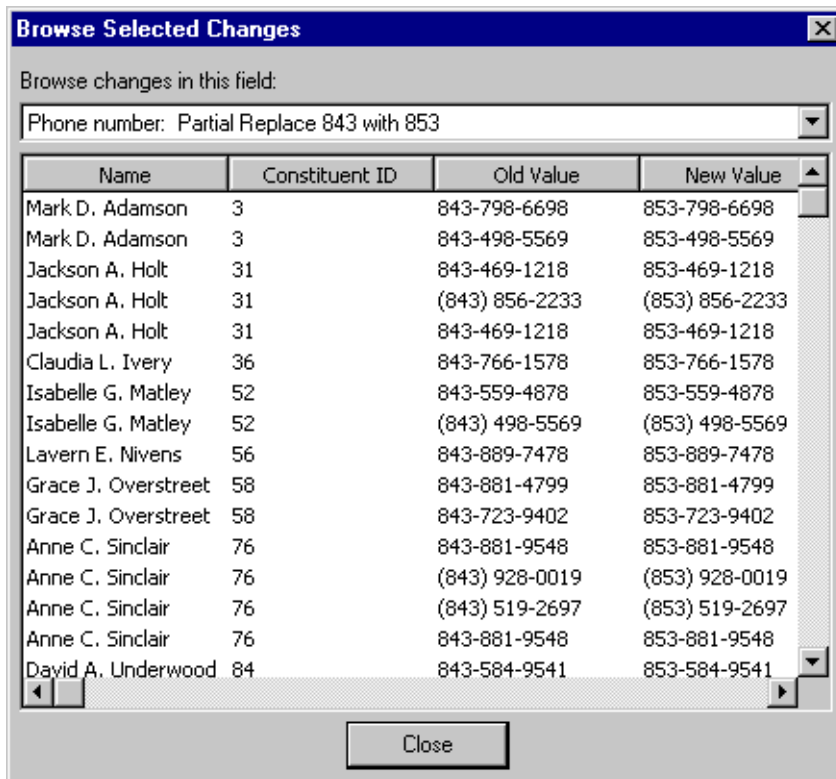 Browse Selected Changes
Browse changes in this field:
Phone number: Partial Replace 843 with 853
Name Constituent ID Old Value New Value
Mark D. Adamson 3 843-798-6698 853-798-6698
Mark D. Adamson 3 843-498-5569 853-498-5569
Jackson A. Holt 31 843-469-1218 853-469-1218
Jackson A. Holt 31 (843) 856-2233 (853) 856-2233
Jackson A. Holt 31 843-469-1218 853-469-1218
Claudia L. Ivery 36 843-766-1578 853-766-1578
Isabelle G. Matley 52 843-559-4878 853-559-4878
Isabelle G. Matley 52 (843) 498-5569 (853) 498-5569
Lavern E. Nivens 56 843-889-7478 853-889-7478
Grace J. Overstreet 58 843-881-4799 853-881-4799
Grace J. Overstreet 58 843-723-9402 853-723-9402
Anne C. Sinclair 76 843-881-9548 853-881-9548
Anne C. Sinclair 76 (843) 928-0019 (853) 928-0019
Anne C. Sinclair 76 (843) 519-2697 (853) 519-2697
Anne C. Sinclair 76 843-881-9548 853-881-9548
David A. Underwood 84 843-584-9541 853-584-9541
Close